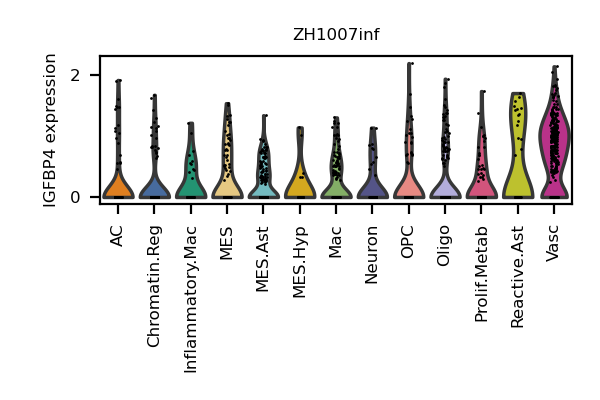 ZH1007inf
IGFBP4 expression
2
0
AC
Chromatin.Reg
Inflammatory.Mac
MES
MES.Ast
MES.Hyp
Mac
Neuron
OPC
Oligo
Prolif.Metab
Reactive.Ast
Vasc